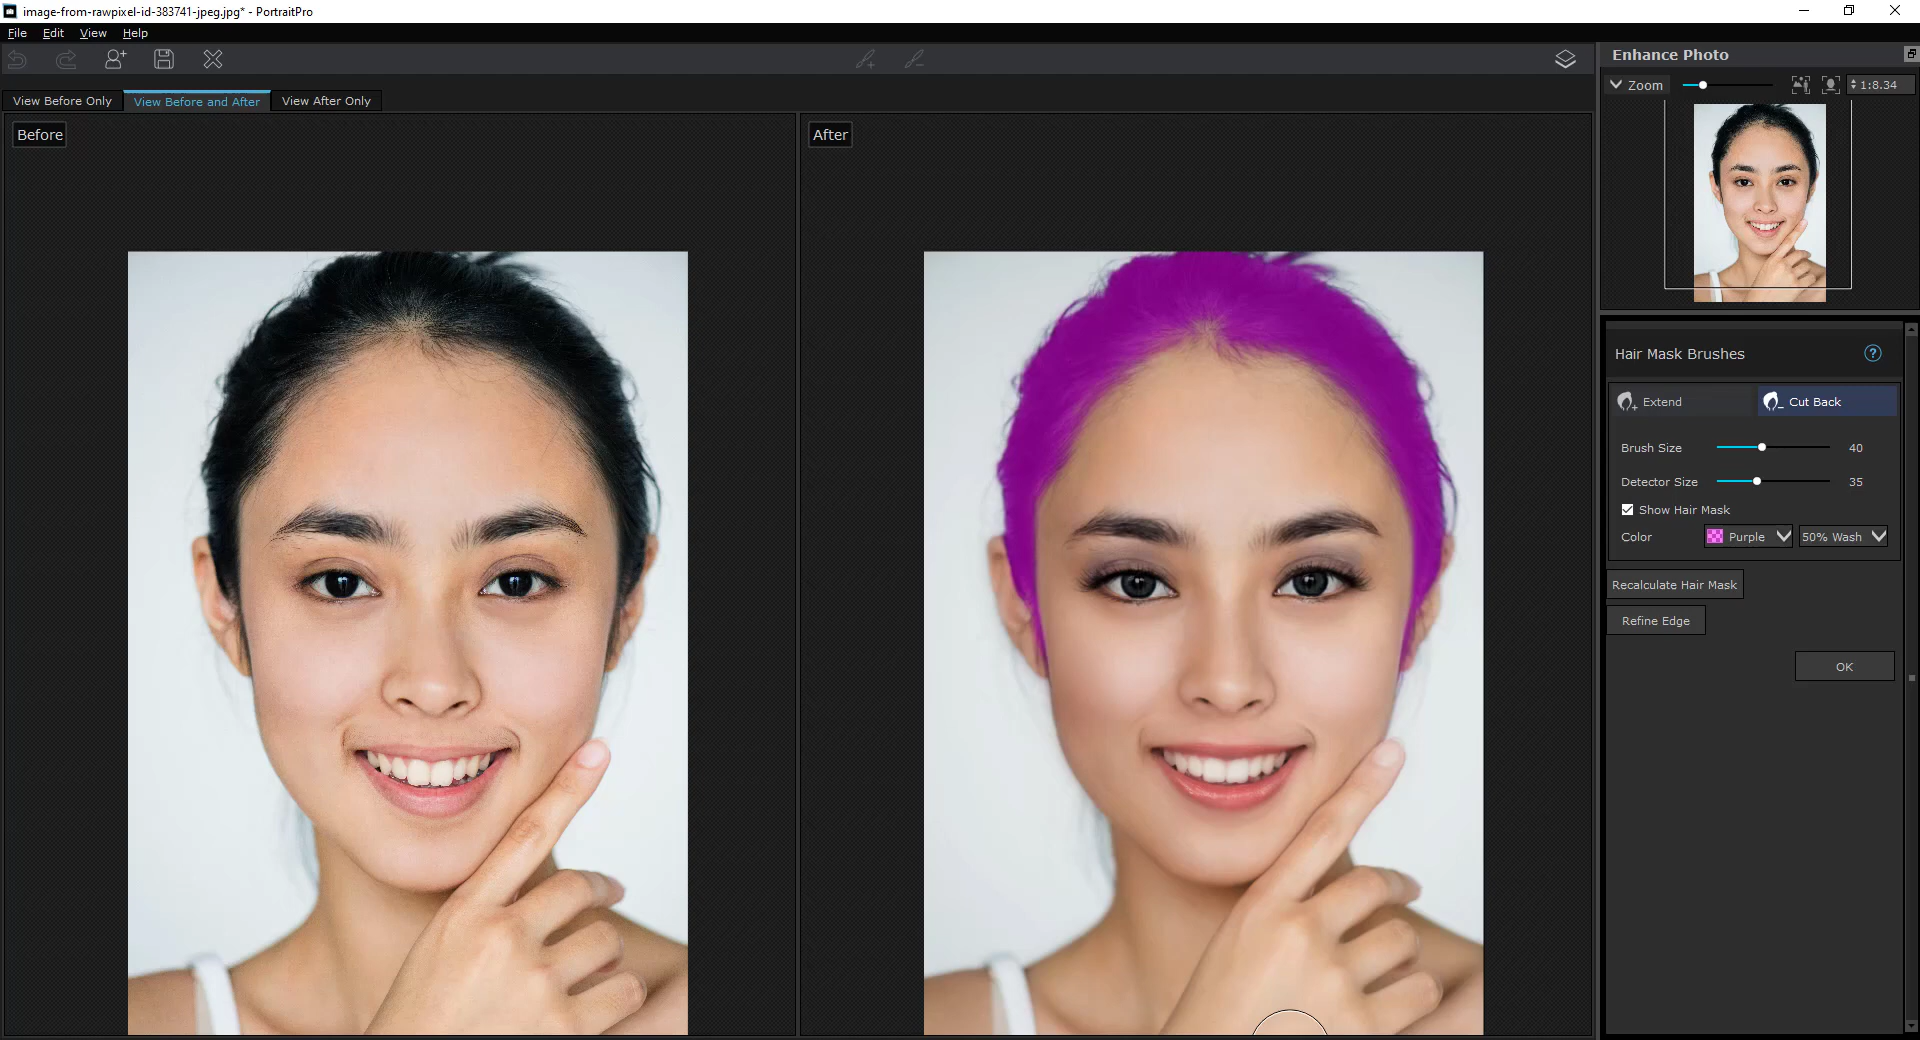 image-from-rawpixel-id-383741-jpeg.jpg* - PortraitPro
File Edit View Help
View Before Only View Before and After View After Only
Before
After
Enhance Photo
Zoom 1:8.34
Hair Mask Brushes ?
Extend Cut Back
Brush Size 40
Detector Size 35
Show Hair Mask
Color Purple 50% Wash
Recalculate Hair Mask
Refine Edge
OK